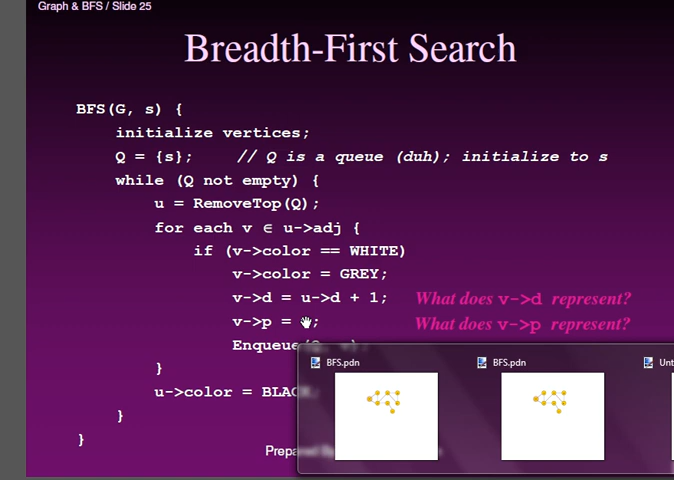 Graph & BFS / Slide 25
Breadth-First Search
BFS(G, s) {
initialize vertices;
Q = {s}; // Q is a queue (duh); initialize to s
while (Q not empty) {
u = RemoveTop(Q);
for each v ∈ u->adj {
if (v->color == WHITE)
v->color = GREY;
v->d = u->d + 1; What does v->d represent?
v->p = ; What does v->p represent?
Enqueue(
}
u->color = BLACK;
}
}
BFS.pdn BFS.pdn